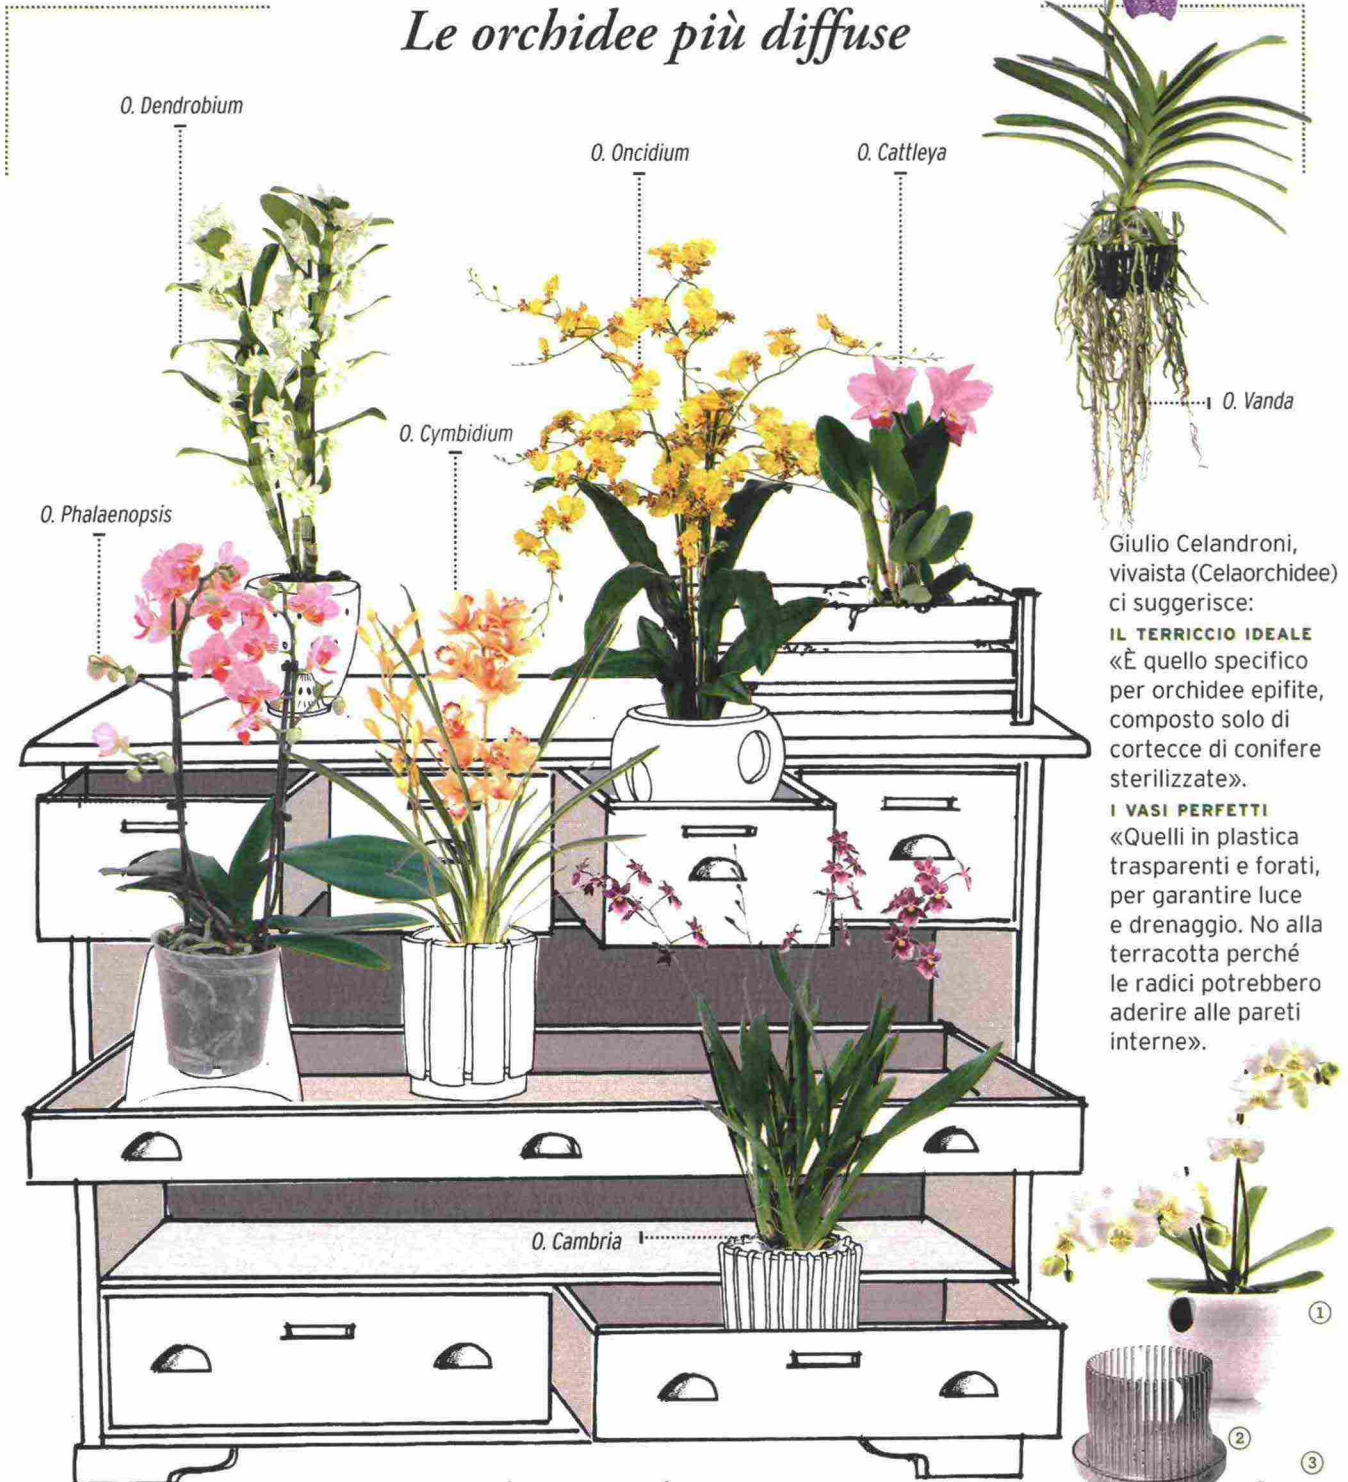 Le orchidee più diffuse
O. Dendrobium
O. Oncidium
O. Cattleya
O. Vanda
O. Cymbidium
O. Phalaenopsis
O. Cambria
Giulio Celandroni,
vivaista (Celaorchidee)
ci suggerisce:
IL TERRICCIO IDEALE
«È quello specifico
per orchidee epifite,
composto solo di
cortecce di conifere
sterilizzate».
I VASI PERFETTI
«Quelli in plastica
trasparenti e forati,
per garantire luce
e drenaggio. No alla
terracotta perché
le radici potrebbero
aderire alle pareti
interne».
1
2
3